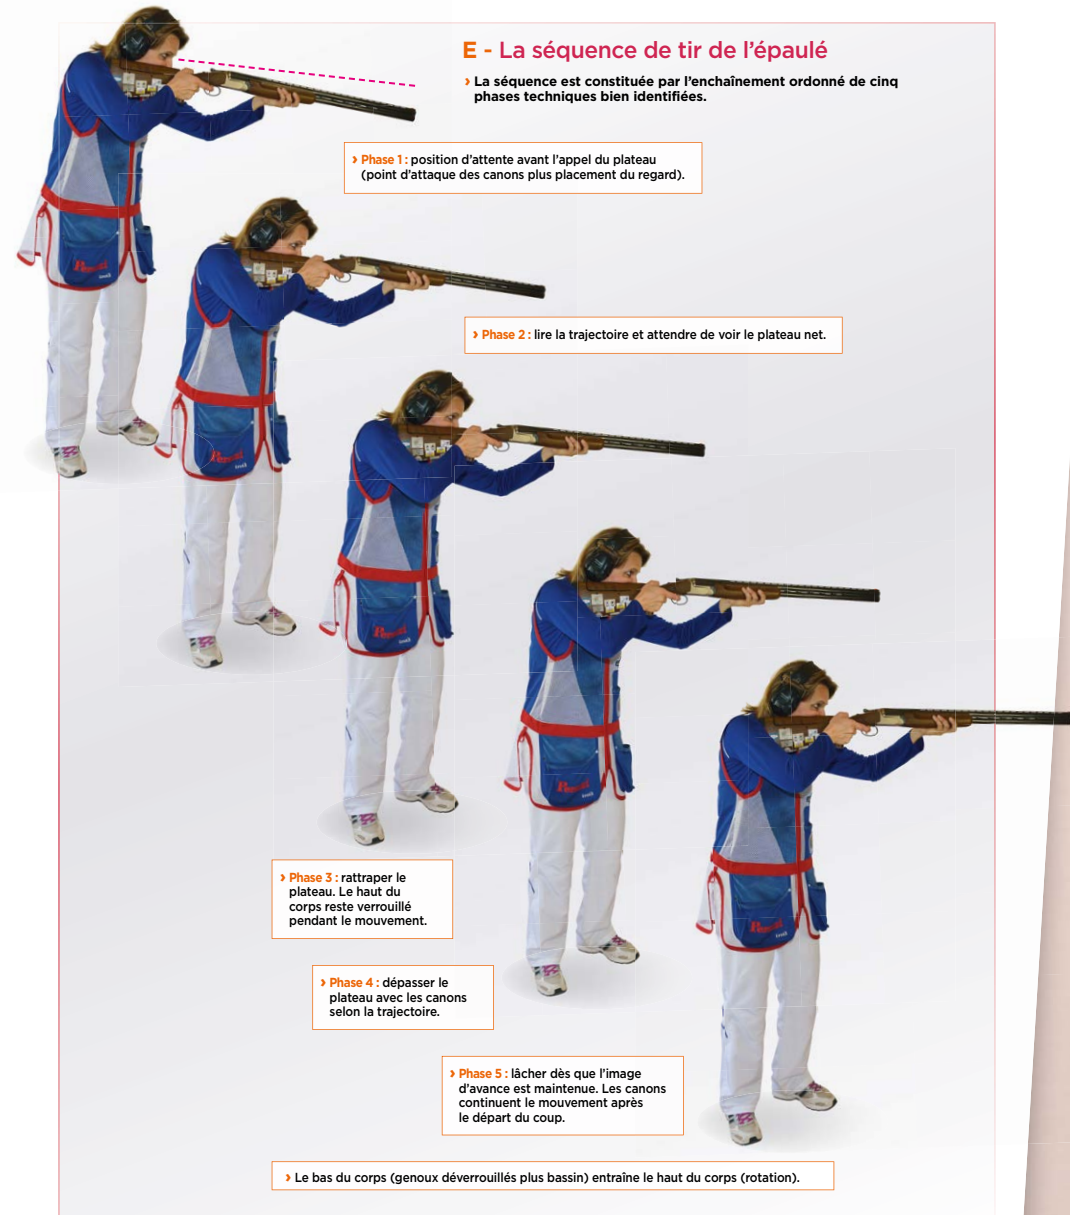 E - La séquence de tir de l’épaulé
› La séquence est constituée par l’enchaînement ordonné de cinq
phases techniques bien identifiées.
› Phase 1 : position d’attente avant l’appel du plateau
(point d’attaque des canons plus placement du regard).
› Phase 2 : lire la trajectoire et attendre de voir le plateau net.
› Phase 3 : rattraper le
plateau. Le haut du
corps reste verrouillé
pendant le mouvement.
› Phase 4 : dépasser le
plateau avec les canons
selon la trajectoire.
› Phase 5 : lâcher dès que l’image
d’avance est maintenue. Les canons
continuent le mouvement après
le départ du coup.
› Le bas du corps (genoux déverrouillés plus bassin) entraîne le haut du corps (rotation).